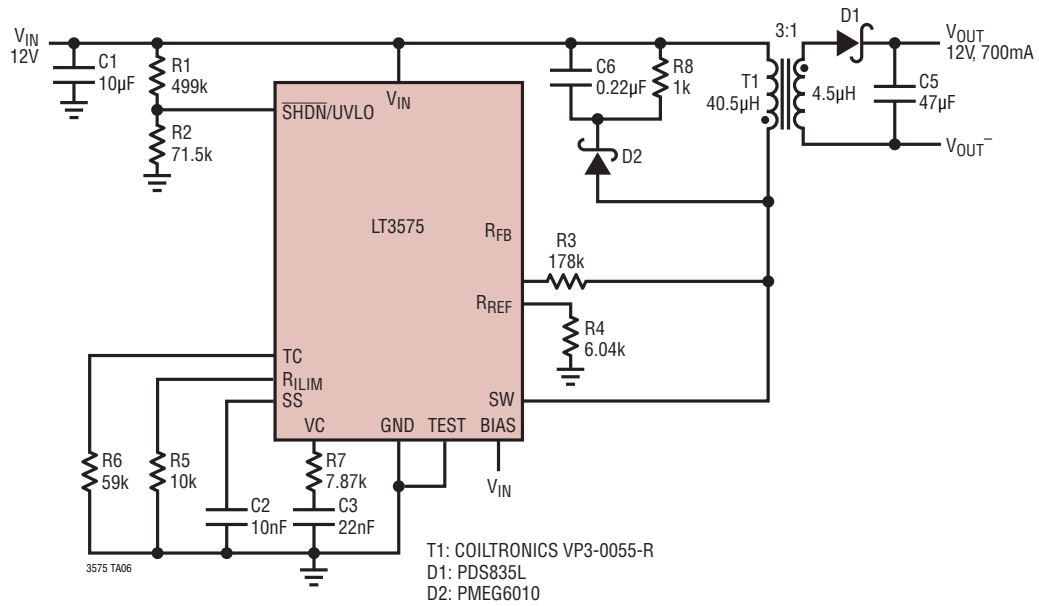 VIN
12V
C1
10µF
R1
499k
R2
71.5k
SHDN/UVLO
VIN
LT3575
RFB
RREF
SW
TC
RILIM
SS
VC
GND
TEST
BIAS
VIN
C6
0.22µF
R8
1k
D2
R3
178k
R4
6.04k
3:1
T1
40.5µH
4.5µH
D1
VOUT
12V, 700mA
C5
47µF
VOUT–
R6
59k
R5
10k
C2
10nF
R7
7.87k
C3
22nF
3575 TA06
T1: COILTRONICS VP3-0055-R
D1: PDS835L
D2: PMEG6010